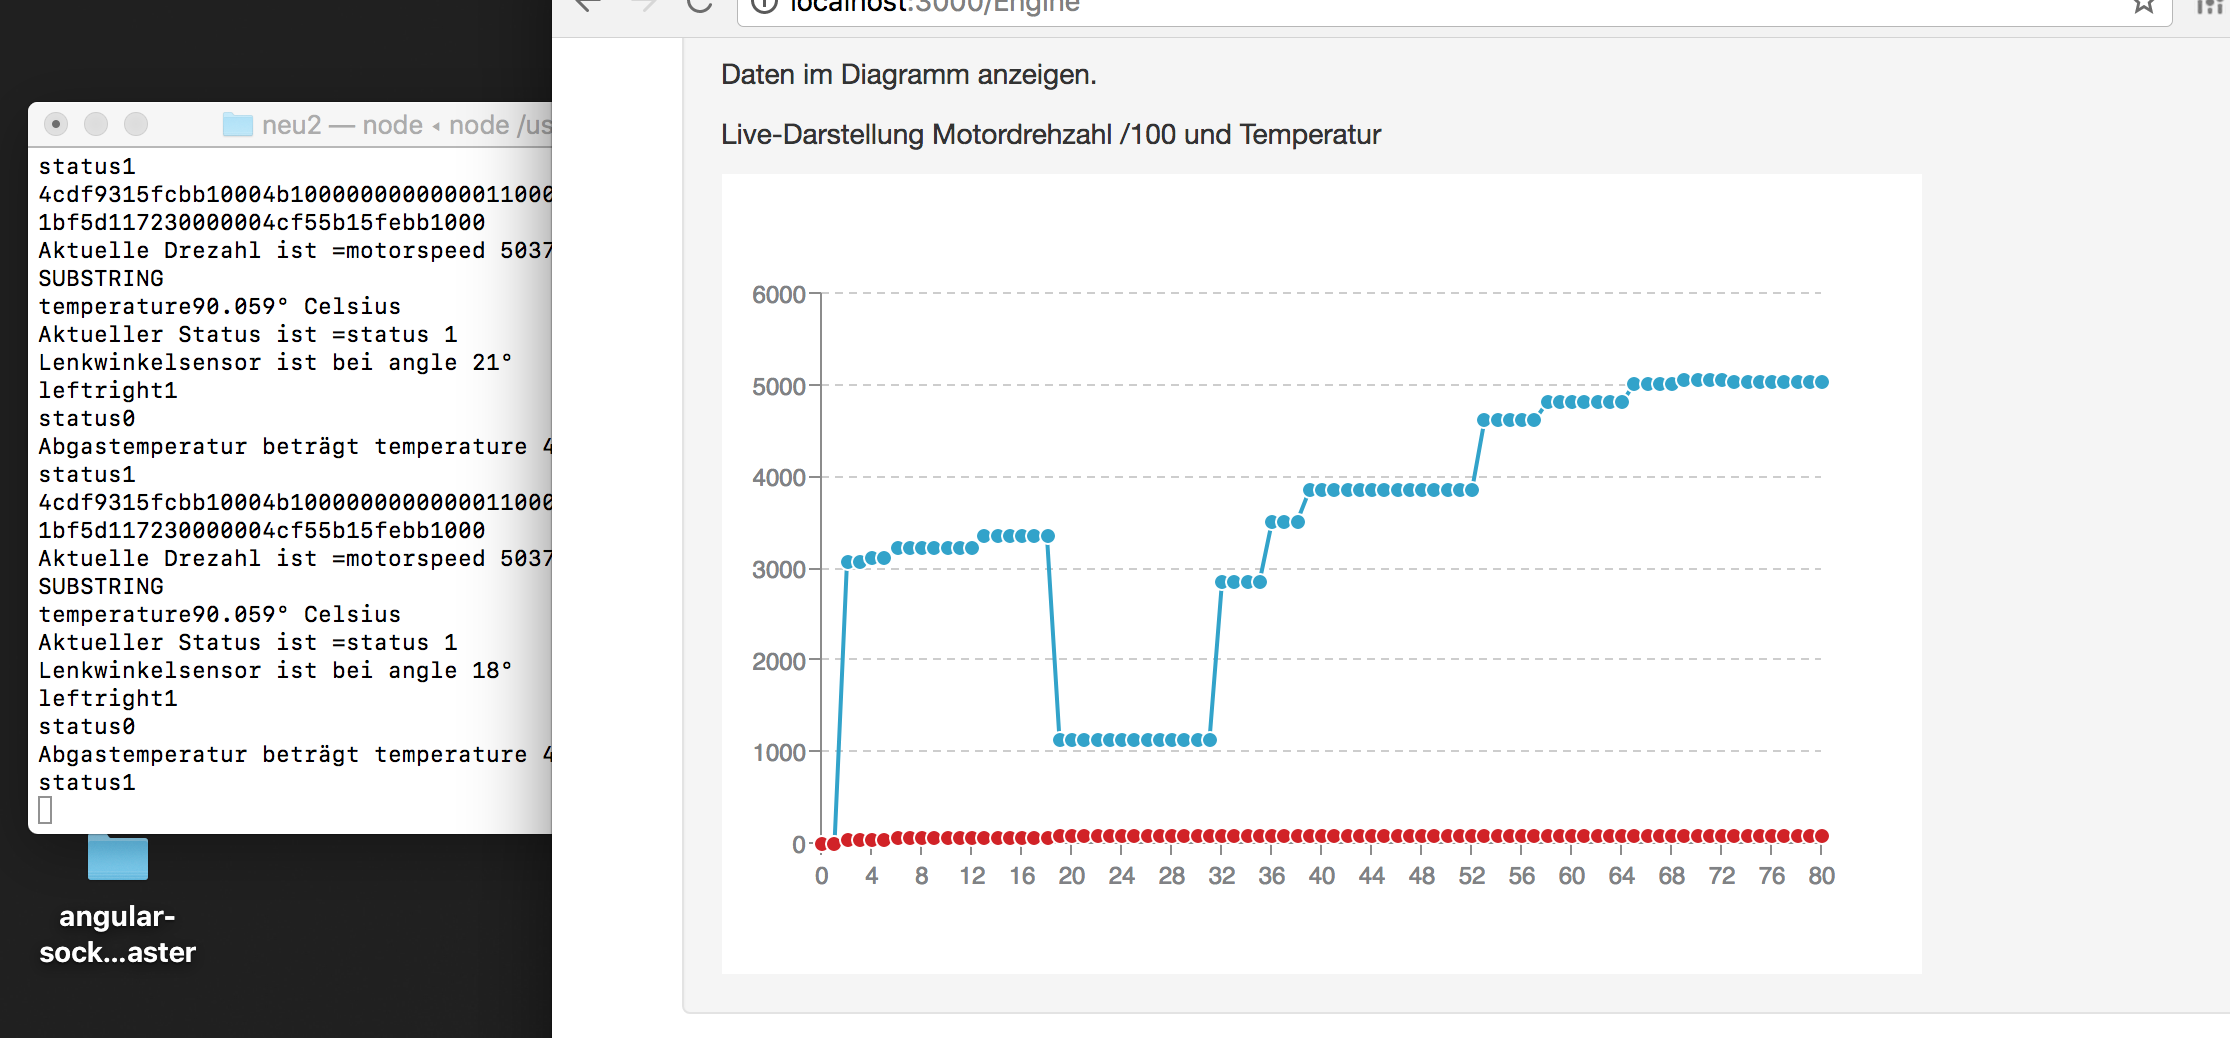 localhost:3000/Engine
Daten im Diagramm anzeigen.
Live-Darstellung Motordrehzahl /100 und Temperatur
neu2 — node ◂ node /us
status1
4cdf9315fcbb10004b1000000000000011000
1bf5d117230000004cf55b15febb1000
Aktuelle Drezahl ist =motorspeed 5037
SUBSTRING
temperature90.059° Celsius
Aktueller Status ist =status 1
Lenkwinkelsensor ist bei angle 21°
leftright1
status0
Abgastemperatur beträgt temperature 4
status1
4cdf9315fcbb10004b1000000000000011000
1bf5d117230000004cf55b15febb1000
Aktuelle Drezahl ist =motorspeed 5037
SUBSTRING
temperature90.059° Celsius
Aktueller Status ist =status 1
Lenkwinkelsensor ist bei angle 18°
leftright1
status0
Abgastemperatur beträgt temperature 4
status1
angular-
sock...aster
6000
5000
4000
3000
2000
1000
0
0 4 8 12 16 20 24 28 32 36 40 44 48 52 56 60 64 68 72 76 80